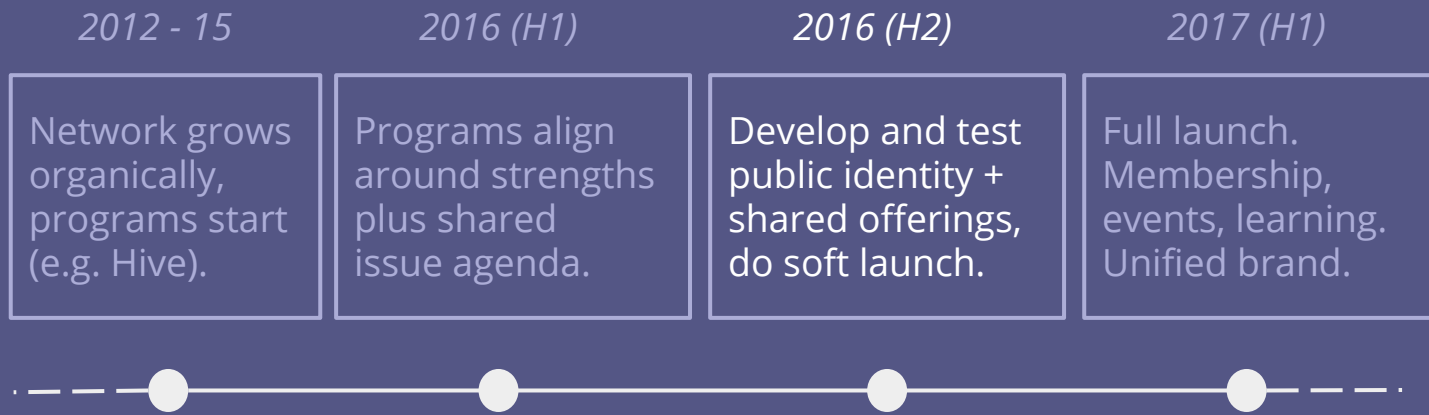 2012 - 15
Network grows
organically,
programs start
(e.g. Hive).
2016 (H1)
Programs align
around strengths
plus shared
issue agenda.
2016 (H2)
Develop and test
public identity +
shared offerings,
do soft launch.
2017 (H1)
Full launch.
Membership,
events, learning.
Unified brand.